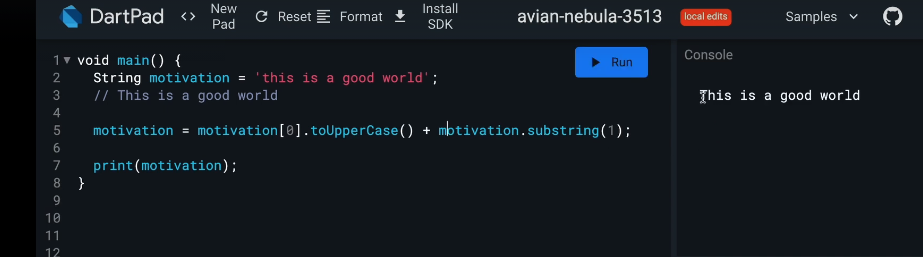 DartPad <> New Pad Reset Format Install SDK avian-nebula-3513 local edits Samples
1 void main() {
2 String motivation = 'this is a good world';
3 // This is a good world
4
5 motivation = motivation[0].toUpperCase() + motivation.substring(1);
6
7 print(motivation);
8 }
9
10
11
12
Run
Console
This is a good world